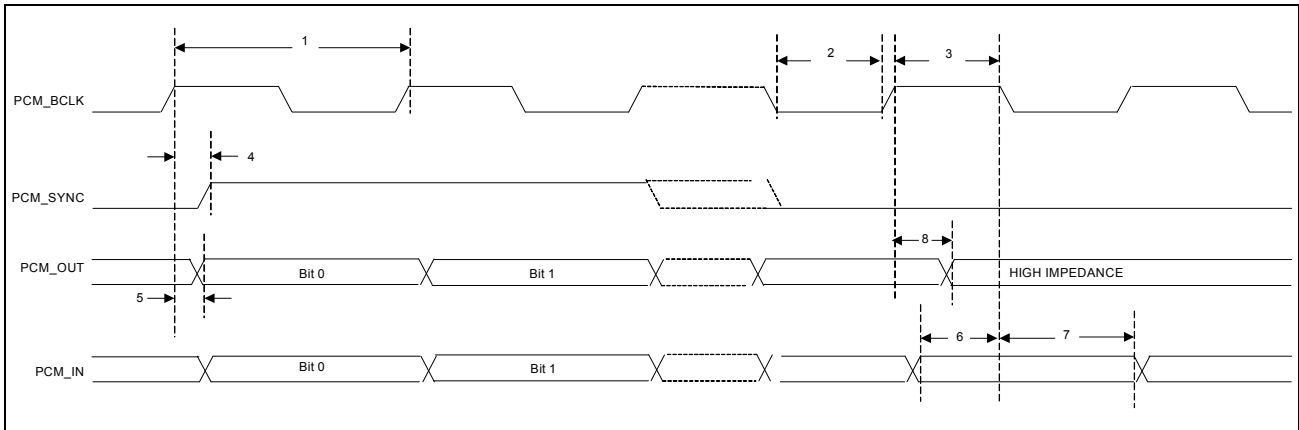 1
2
3
PCM_BCLK
4
PCM_SYNC
8
PCM_OUT
Bit 0
Bit 1
HIGH IMPEDANCE
5
6
7
PCM_IN
Bit 0
Bit 1